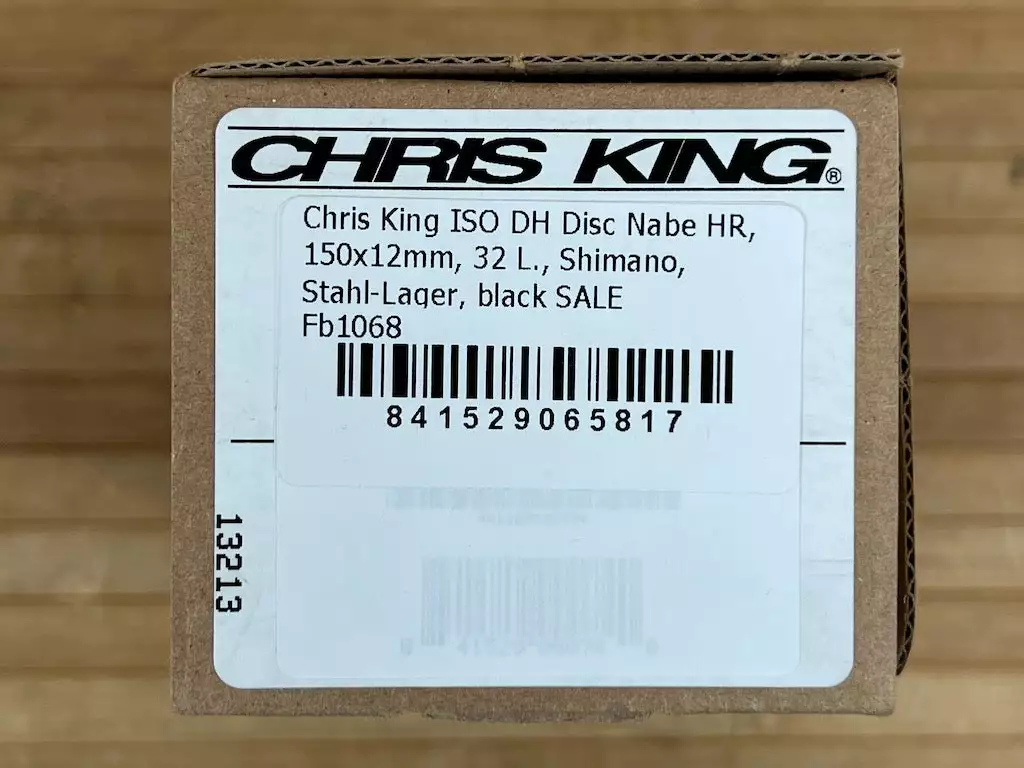 CHRIS KING®
Chris King ISO DH Disc Nabe HR,
150x12mm, 32 L., Shimano,
Stahl-Lager, black SALE
Fb1068
841529065817
13213